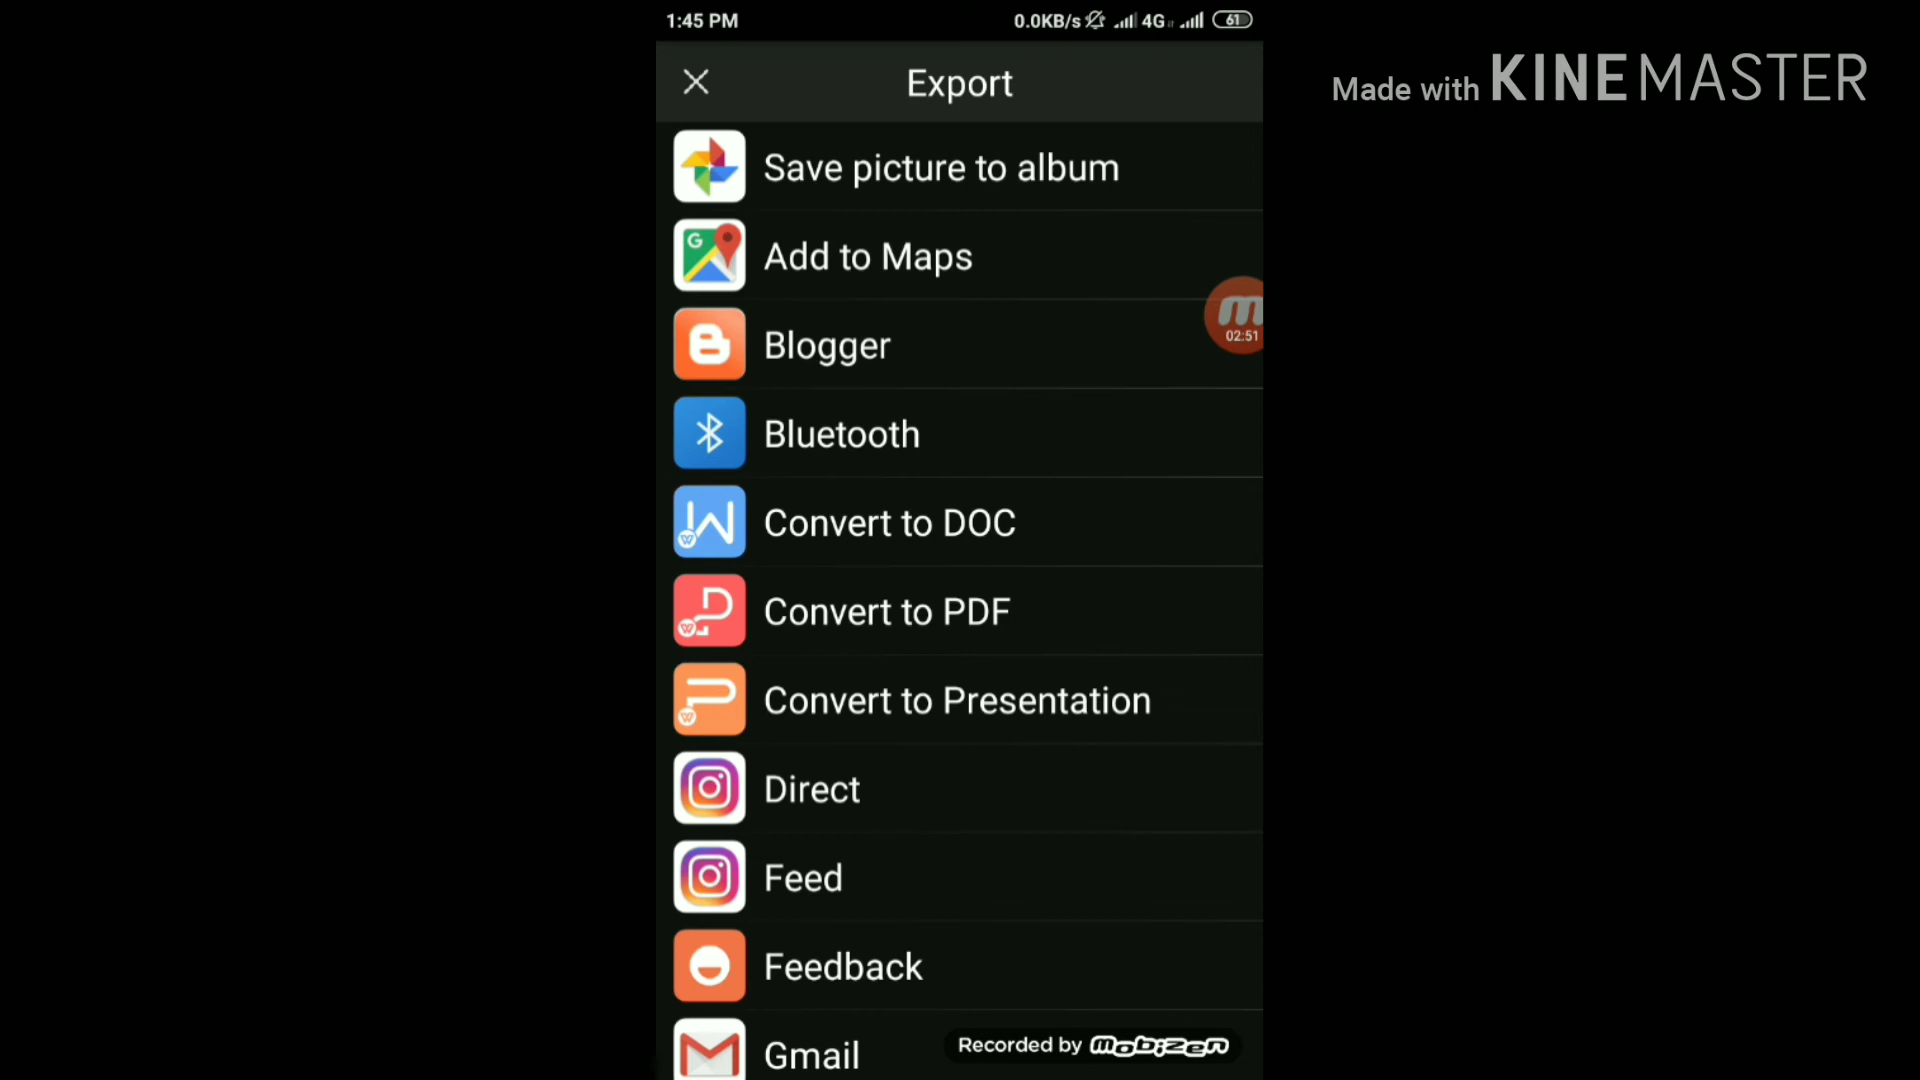 1:45 PM 0.0KB/s 4G 61
Made with KINEMASTER
Export
Save picture to album
G
Add to Maps
02:51
Blogger
Bluetooth
Convert to DOC
Convert to PDF
Convert to Presentation
Direct
Feed
Feedback
Gmail
Recorded by mobizen